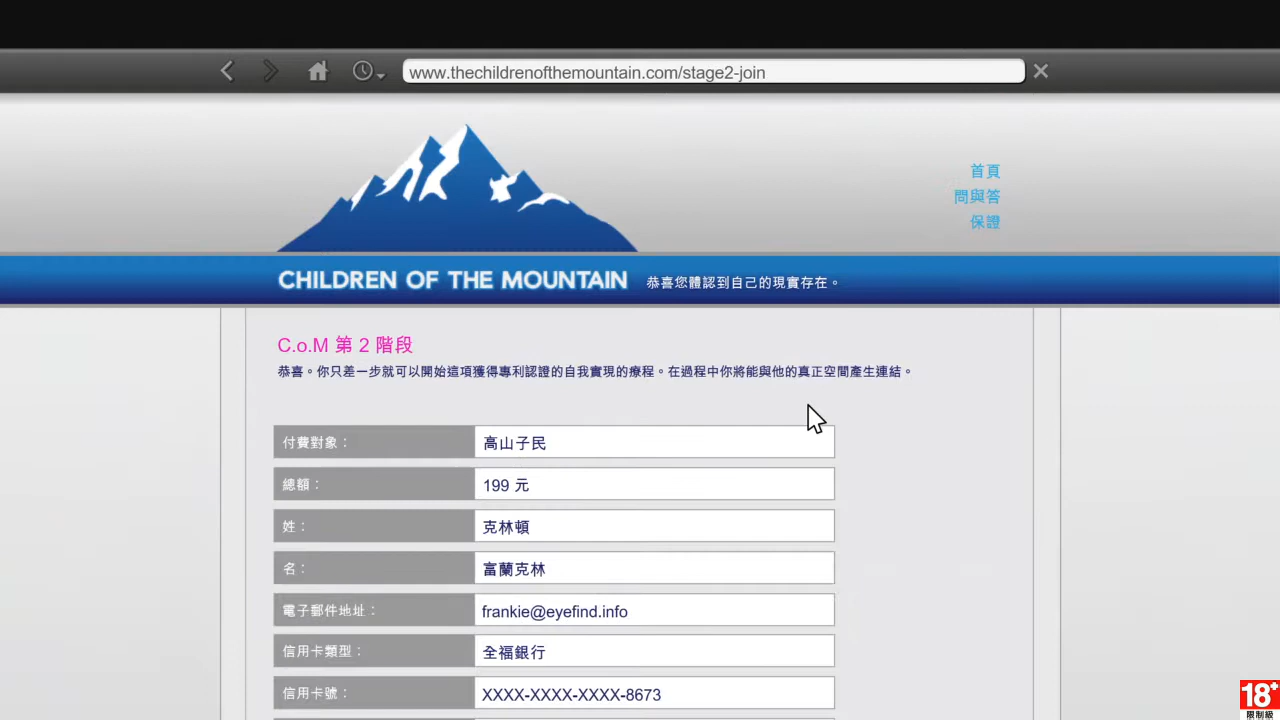 www.thechildrenofthemountain.com/stage2-join
首頁
問與答
保證
CHILDREN OF THE MOUNTAIN 恭喜您體認到自己的現實存在。
C.o.M 第 2 階段
恭喜。你只差一步就可以開始這項獲得專利認證的自我實現的療程。在過程中你將能與他的真正空間產生連結。
付費對象： 高山子民
總額： 199 元
姓： 克林頓
名： 富蘭克林
電子郵件地址： frankie@eyefind.info
信用卡類型： 全福銀行
信用卡號： XXXX-XXXX-XXXX-8673
18+
限制級